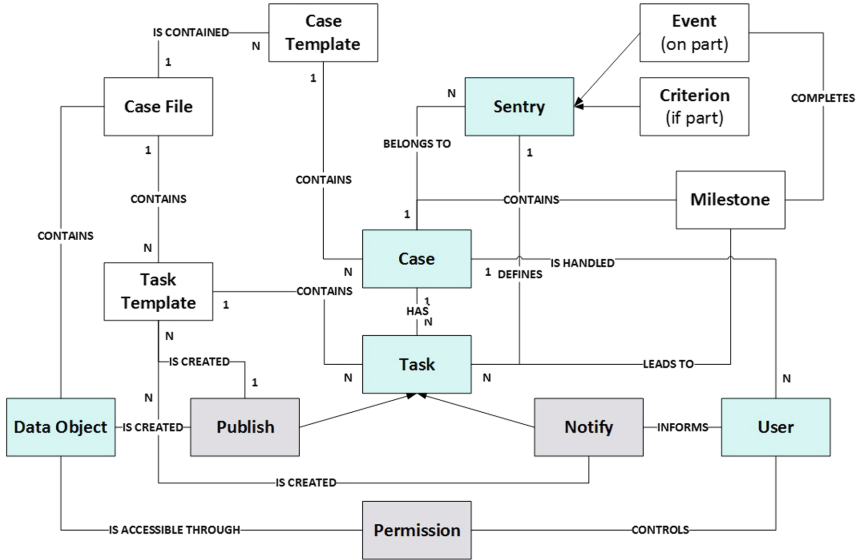 Case
Template
Event
(on part)
IS CONTAINED
N
1
1
Case File
N
Sentry
Criterion
(if part)
COMPLETES
1
BELONGS TO
1
CONTAINS
CONTAINS
CONTAINS
Milestone
1
CONTAINS
N
Case
IS HANDLED
N
1
DEFINES
Task
Template
1
CONTAINS
1
HAS
N
N
IS CREATED
Task
LEADS TO
N
N
1
N
N
Data Object
IS CREATED
Publish
Notify
INFORMS
User
IS CREATED
IS ACCESSIBLE THROUGH
Permission
CONTROLS